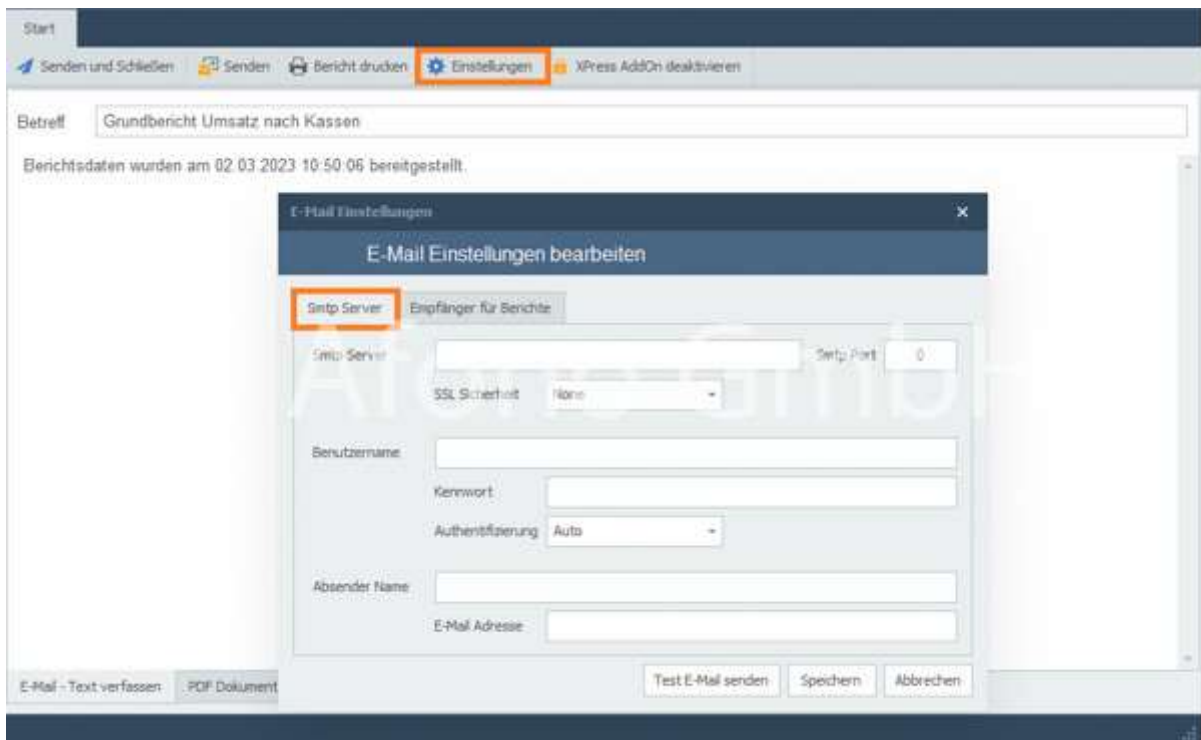 Start
Senden und Schließen Senden Bericht drucken Einstellungen XPress AddOn deaktivieren
Betreff Grundbericht Umsatz nach Kassen
Berichtsdaten wurden am 02.03.2023 10:50:06 bereitgestellt.
E-Mail Einstellungen
E-Mail Einstellungen bearbeiten
Smtp Server Empfänger für Berichte
Smtp Server Smtp Port 0
SSL Sicherheit None
GmbH
Benutzername
Kennwort
Authentifizierung Auto
Absender Name
E-Mail Adresse
Test E-Mail senden Speichern Abbrechen
E-Mail - Text verfassen PDF Dokument